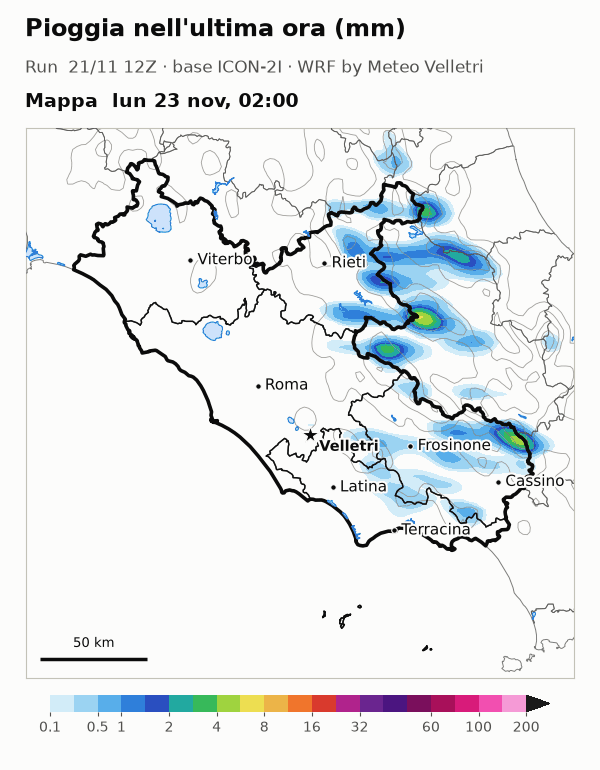 Pioggia nell'ultima ora (mm)
Run 21/11 12Z · base ICON-2I · WRF by Meteo Velletri
Mappa lun 23 nov, 02:00
Viterbo
Rieti
Roma
Velletri
Frosinone
Latina
Cassino
Terracina
50 km
0.1 0.5 1 2 4 8 16 32 60 100 200